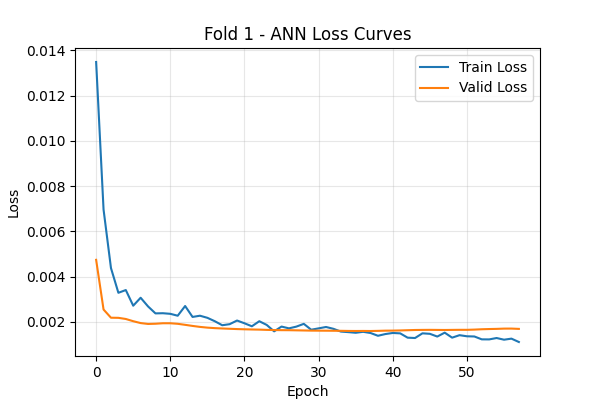 Fold 1 - ANN Loss Curves
0.014
0.012
0.010
0.008
0.006
0.004
0.002
Loss
Train Loss
Valid Loss
0 10 20 30 40 50
Epoch